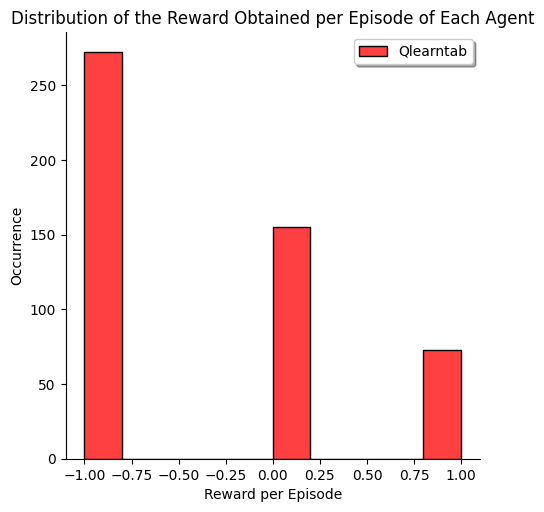 Distribution of the Reward Obtained per Episode of Each Agent
Qlearntab
Occurrence
250
200
150
100
50
0
−1.00 −0.75 −0.50 −0.25 0.00 0.25 0.50 0.75 1.00
Reward per Episode